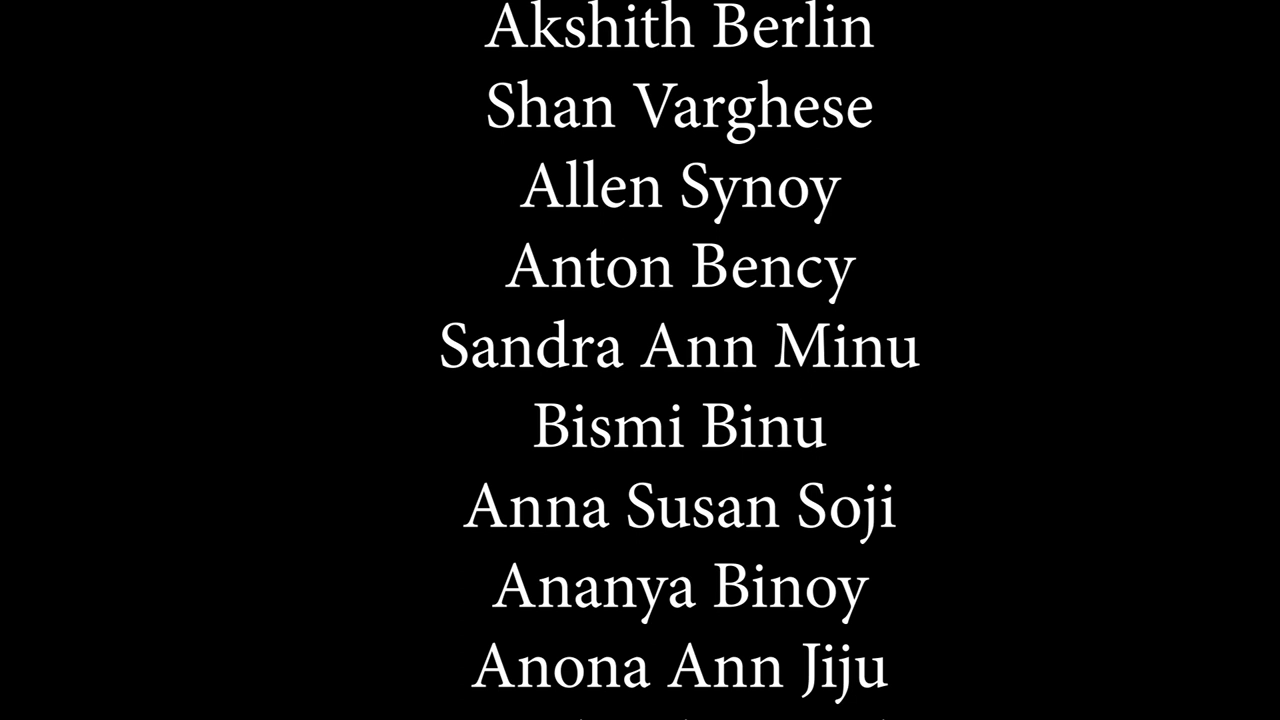 Akshith Berlin
Shan Varghese
Allen Synoy
Anton Bency
Sandra Ann Minu
Bismi Binu
Anna Susan Soji
Ananya Binoy
Anona Ann Jiju